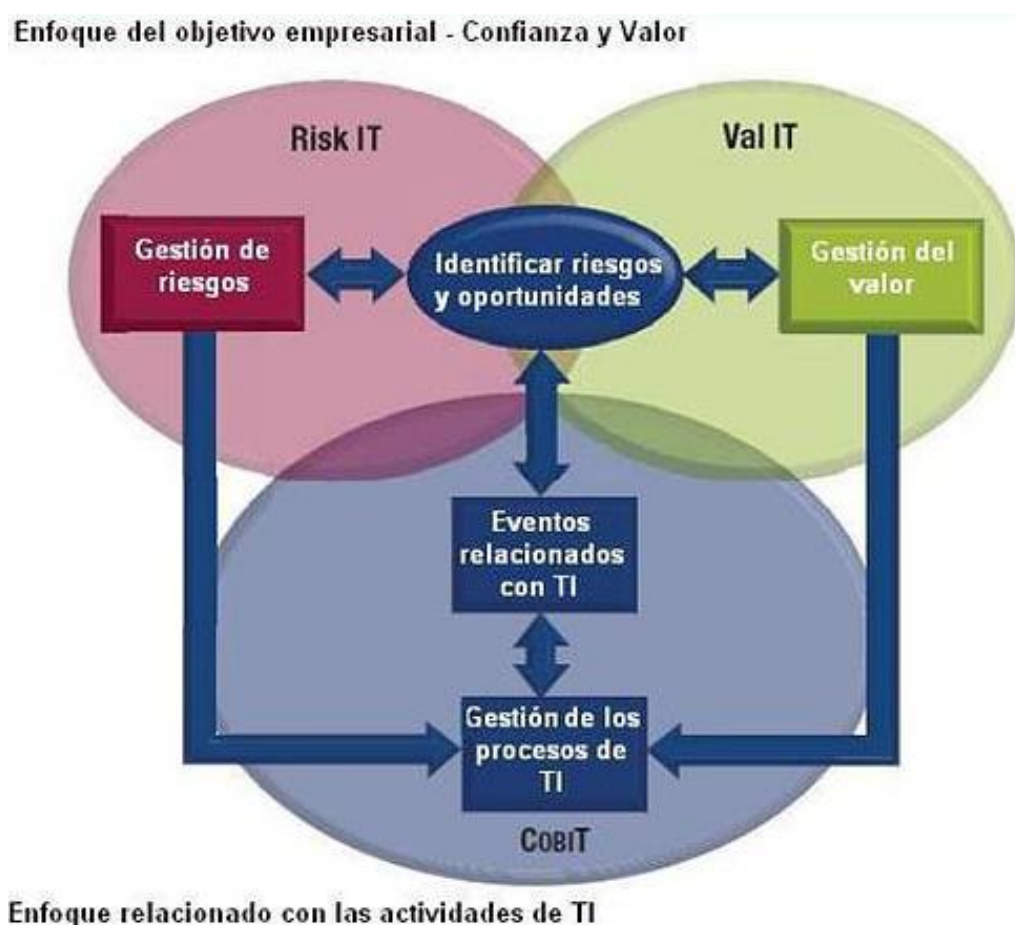 Enfoque del objetivo empresarial - Confianza y Valor
Risk IT
Val IT
Gestión de
riesgos
Identificar riesgos
y oportunidades
Gestión del
valor
Eventos
relacionados
con TI
Gestión de los
procesos de
TI
COBIT
Enfoque relacionado con las actividades de TI